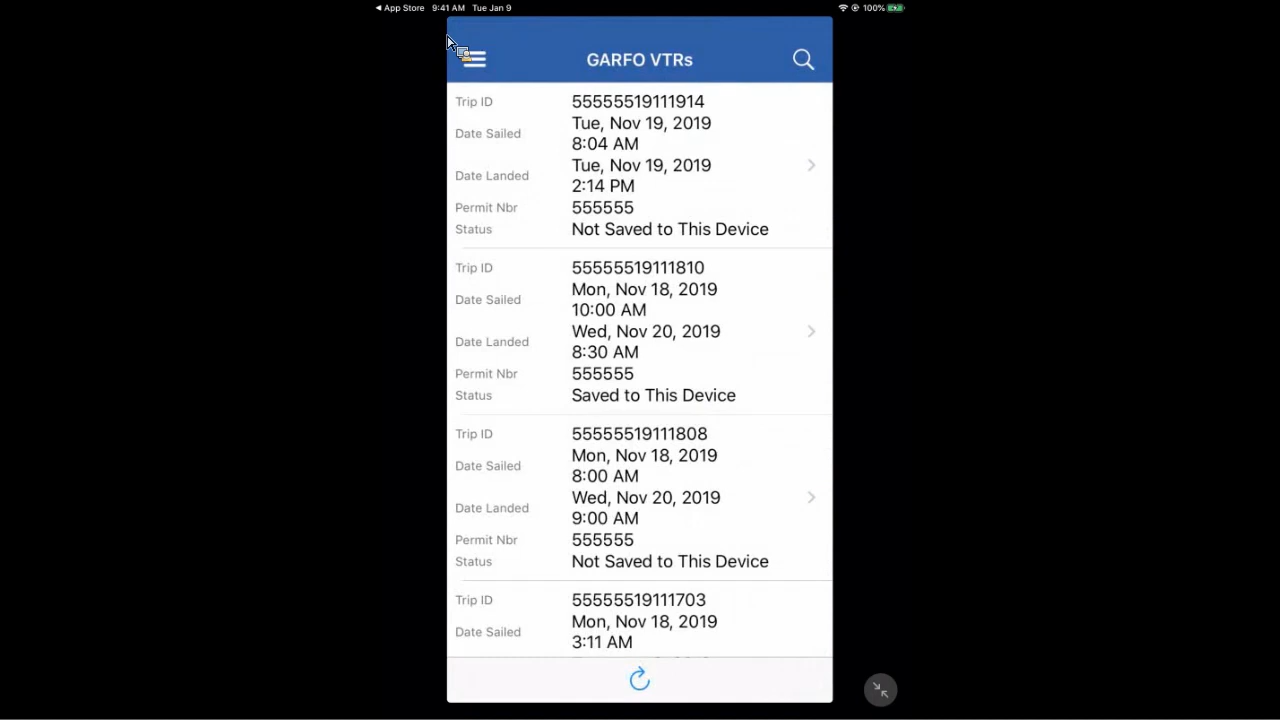 App Store 9:41 AM Tue Jan 9 100%
GARFO VTRs
Trip ID 55555519111914
Date Sailed Tue, Nov 19, 2019
8:04 AM
Date Landed Tue, Nov 19, 2019
2:14 PM
Permit Nbr 555555
Status Not Saved to This Device
Trip ID 55555519111810
Date Sailed Mon, Nov 18, 2019
10:00 AM
Date Landed Wed, Nov 20, 2019
8:30 AM
Permit Nbr 555555
Status Saved to This Device
Trip ID 55555519111808
Date Sailed Mon, Nov 18, 2019
8:00 AM
Date Landed Wed, Nov 20, 2019
9:00 AM
Permit Nbr 555555
Status Not Saved to This Device
Trip ID 55555519111703
Date Sailed Mon, Nov 18, 2019
3:11 AM